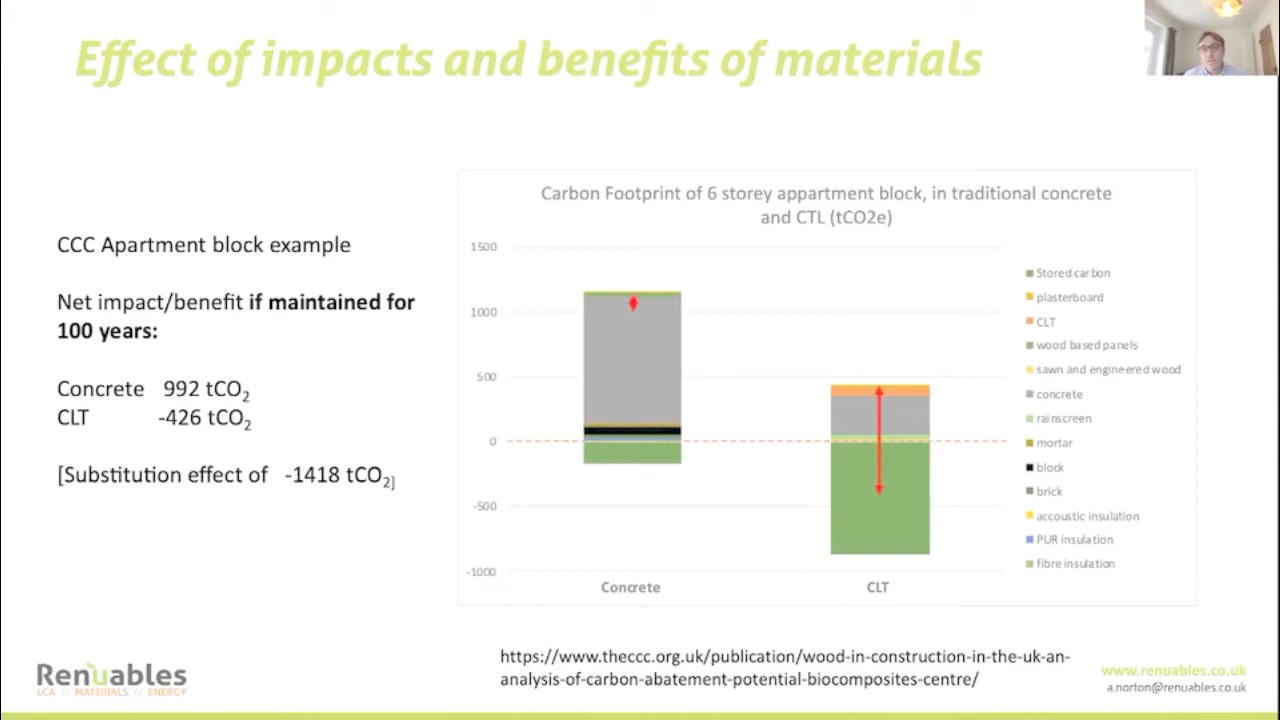 Effect of impacts and benefits of materials
CCC Apartment block example
Net impact/benefit if maintained for
100 years:
Concrete 992 tCO2
CLT -426 tCO2
[Substitution effect of -1418 tCO2]
Carbon Footprint of 6 storey appartment block, in traditional concrete
and CTL (tCO2e)
1500
1000
500
0
-500
-1000
Concrete
CLT
Stored carbon
plasterboard
CLT
wood based panels
sawn and engineered wood
concrete
rainscreen
mortar
block
brick
accoustic insulation
PUR insulation
fibre insulation
https://www.theccc.org.uk/publication/wood-in-construction-in-the-uk-an-
analysis-of-carbon-abatement-potential-biocomposites-centre/
Renuables
LCA // MATERIALS // ENERGY
www.renuables.co.uk
a.norton@renuables.co.uk